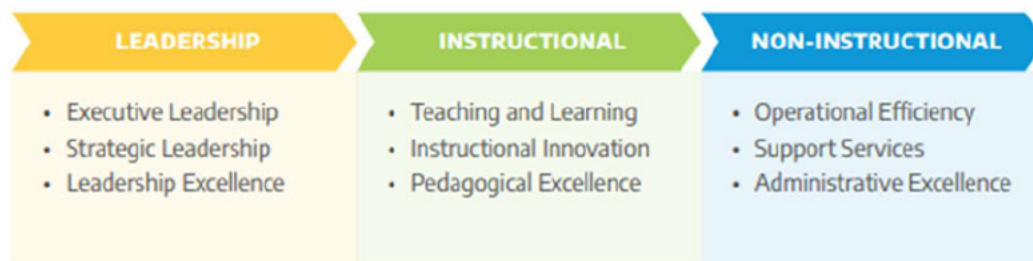 LEADERSHIP
• Executive Leadership
• Strategic Leadership
• Leadership Excellence
INSTRUCTIONAL
• Teaching and Learning
• Instructional Innovation
• Pedagogical Excellence
NON-INSTRUCTIONAL
• Operational Efficiency
• Support Services
• Administrative Excellence